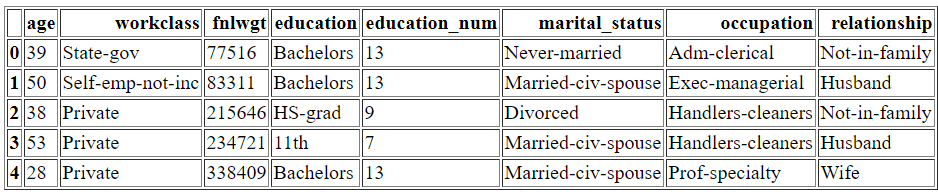 age workclass fnlwgt education education_num marital_status occupation relationship
0 39 State-gov 77516 Bachelors 13 Never-married Adm-clerical Not-in-family
1 50 Self-emp-not-inc 83311 Bachelors 13 Married-civ-spouse Exec-managerial Husband
2 38 Private 215646 HS-grad 9 Divorced Handlers-cleaners Not-in-family
3 53 Private 234721 11th 7 Married-civ-spouse Handlers-cleaners Husband
4 28 Private 338409 Bachelors 13 Married-civ-spouse Prof-specialty Wife